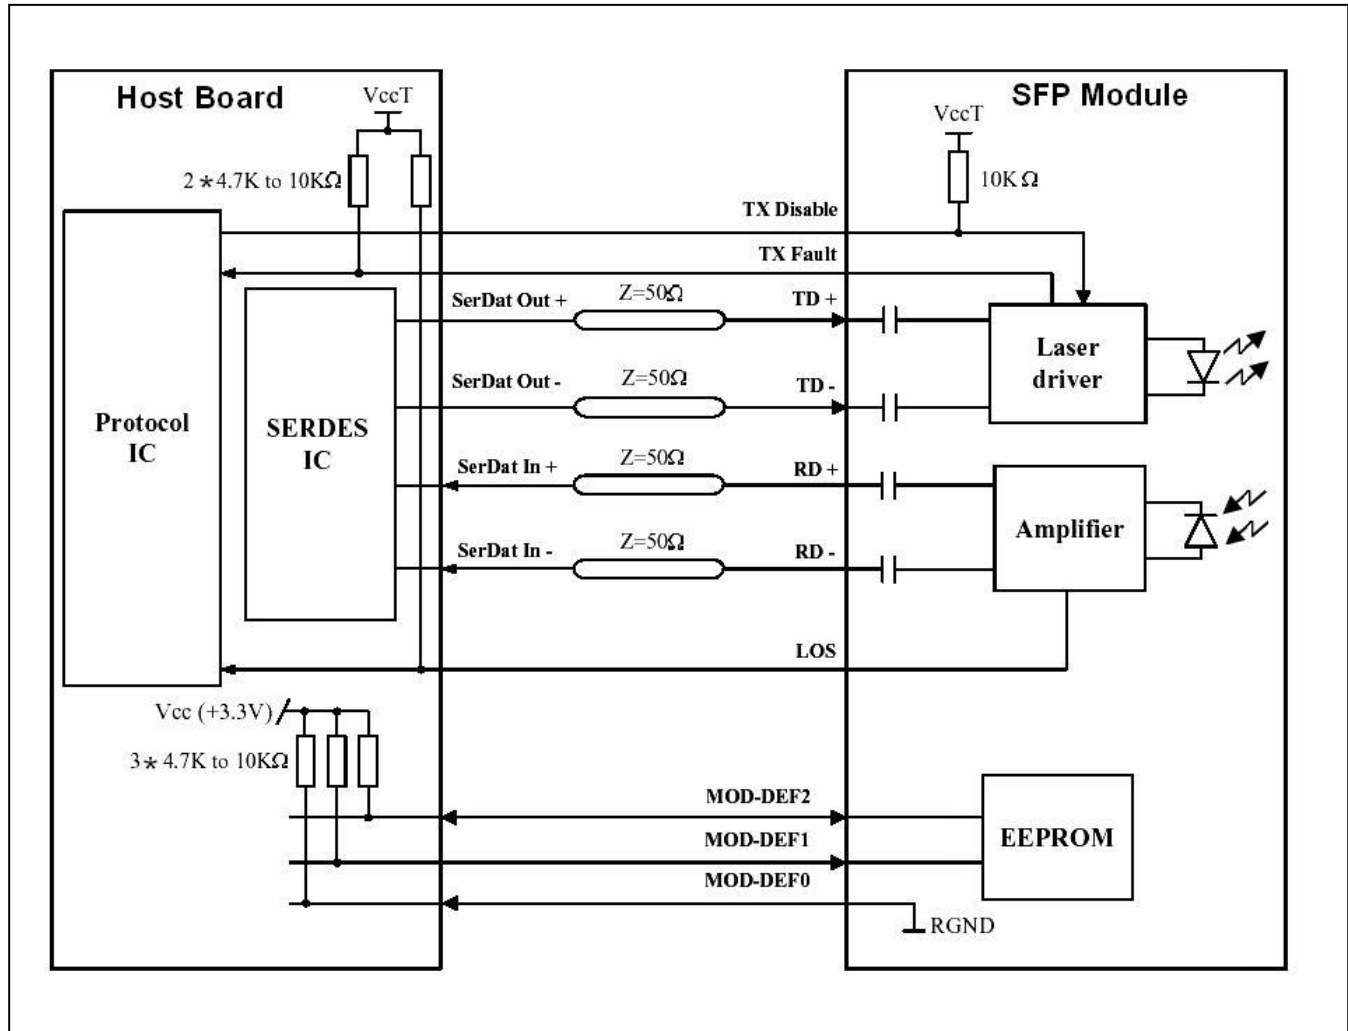 Host Board
SFP Module
VccT
VccT
2*4.7K to 10KΩ
10KΩ
TX Disable
TX Fault
SerDat Out +
Z=50Ω
TD +
Laser
driver
SerDat Out -
Z=50Ω
TD -
Protocol
IC
SERDES
IC
SerDat In +
Z=50Ω
RD +
Amplifier
SerDat In -
Z=50Ω
RD -
LOS
Vcc (+3.3V)
3* 4.7K to 10KΩ
MOD-DEF2
MOD-DEF1
EEPROM
MOD-DEF0
RGND